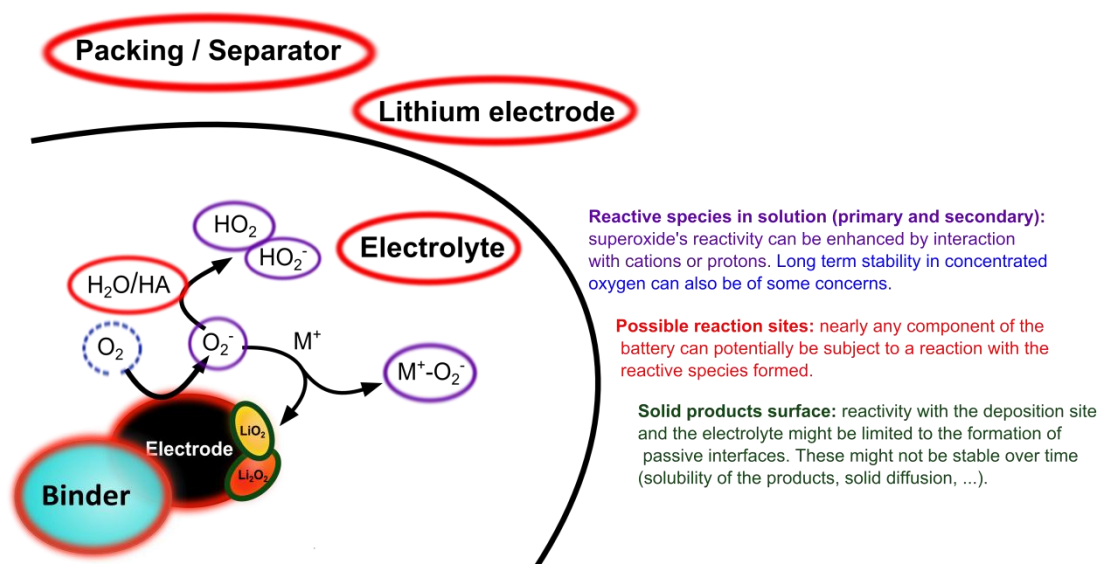 Packing / Separator
Lithium electrode
Electrolyte
HO₂
HO₂⁻
H₂O/HA
O₂
O₂⁻
M⁺
M⁺-O₂⁻
Electrode
LiO₂
Li₂O₂
Binder
Reactive species in solution (primary and secondary):
superoxide's reactivity can be enhanced by interaction
with cations or protons. Long term stability in concentrated
oxygen can also be of some concerns.
Possible reaction sites: nearly any component of the
battery can potentially be subject to a reaction with the
reactive species formed.
Solid products surface: reactivity with the deposition site
and the electrolyte might be limited to the formation of
passive interfaces. These might not be stable over time
(solubility of the products, solid diffusion, ...).